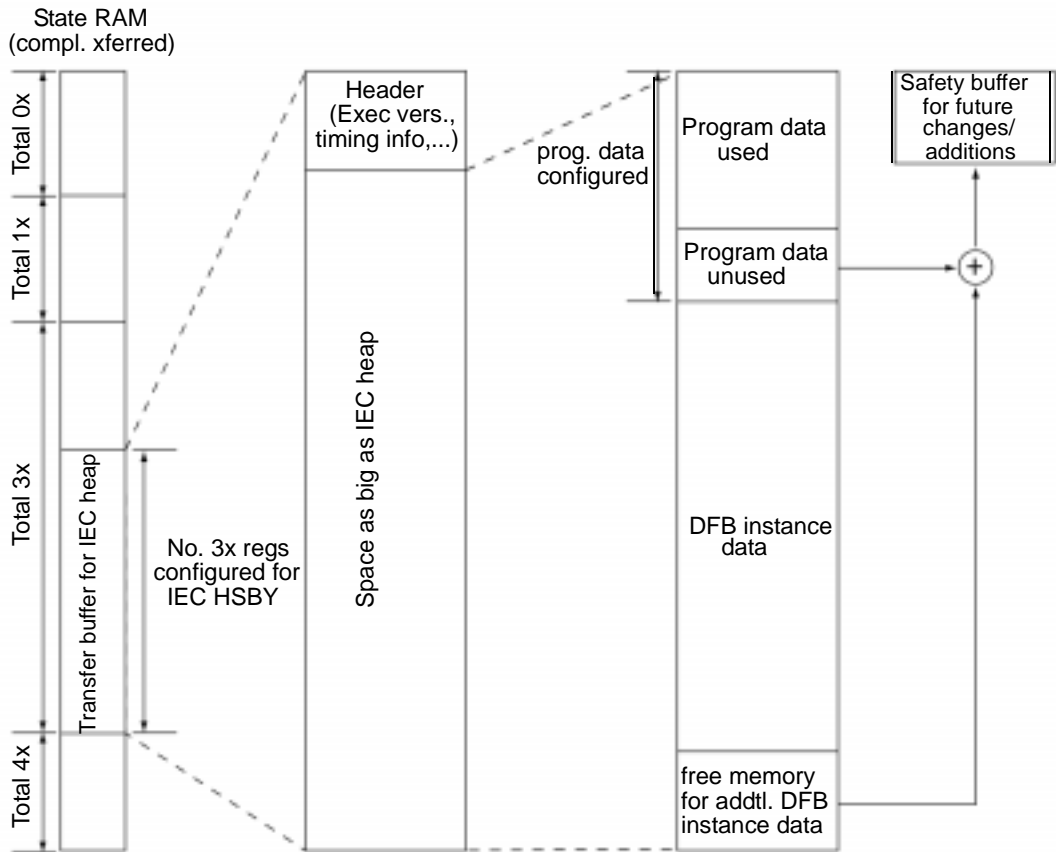 State RAM
(compl. xferred)
Total 0x
Total 1x
Total 3x
Total 4x
Transfer buffer for IEC heap
No. 3x regs
configured for
IEC HSBY
Header
(Exec vers.,
timing info,...)
Space as big as IEC heap
prog. data
configured
Program data
used
Program data
unused
DFB instance
data
free memory
for addtl. DFB
instance data
Safety buffer
for future
changes/
additions
+